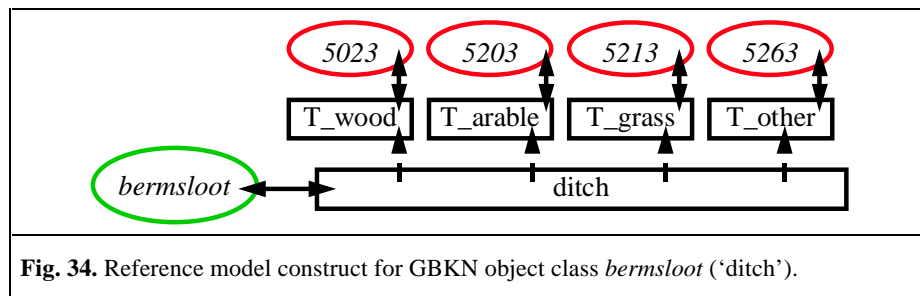 5023 5203 5213 5263
T_wood T_arable T_grass T_other
bermsloot ditch
Fig. 34. Reference model construct for GBKN object class bermsloot (‘ditch’).